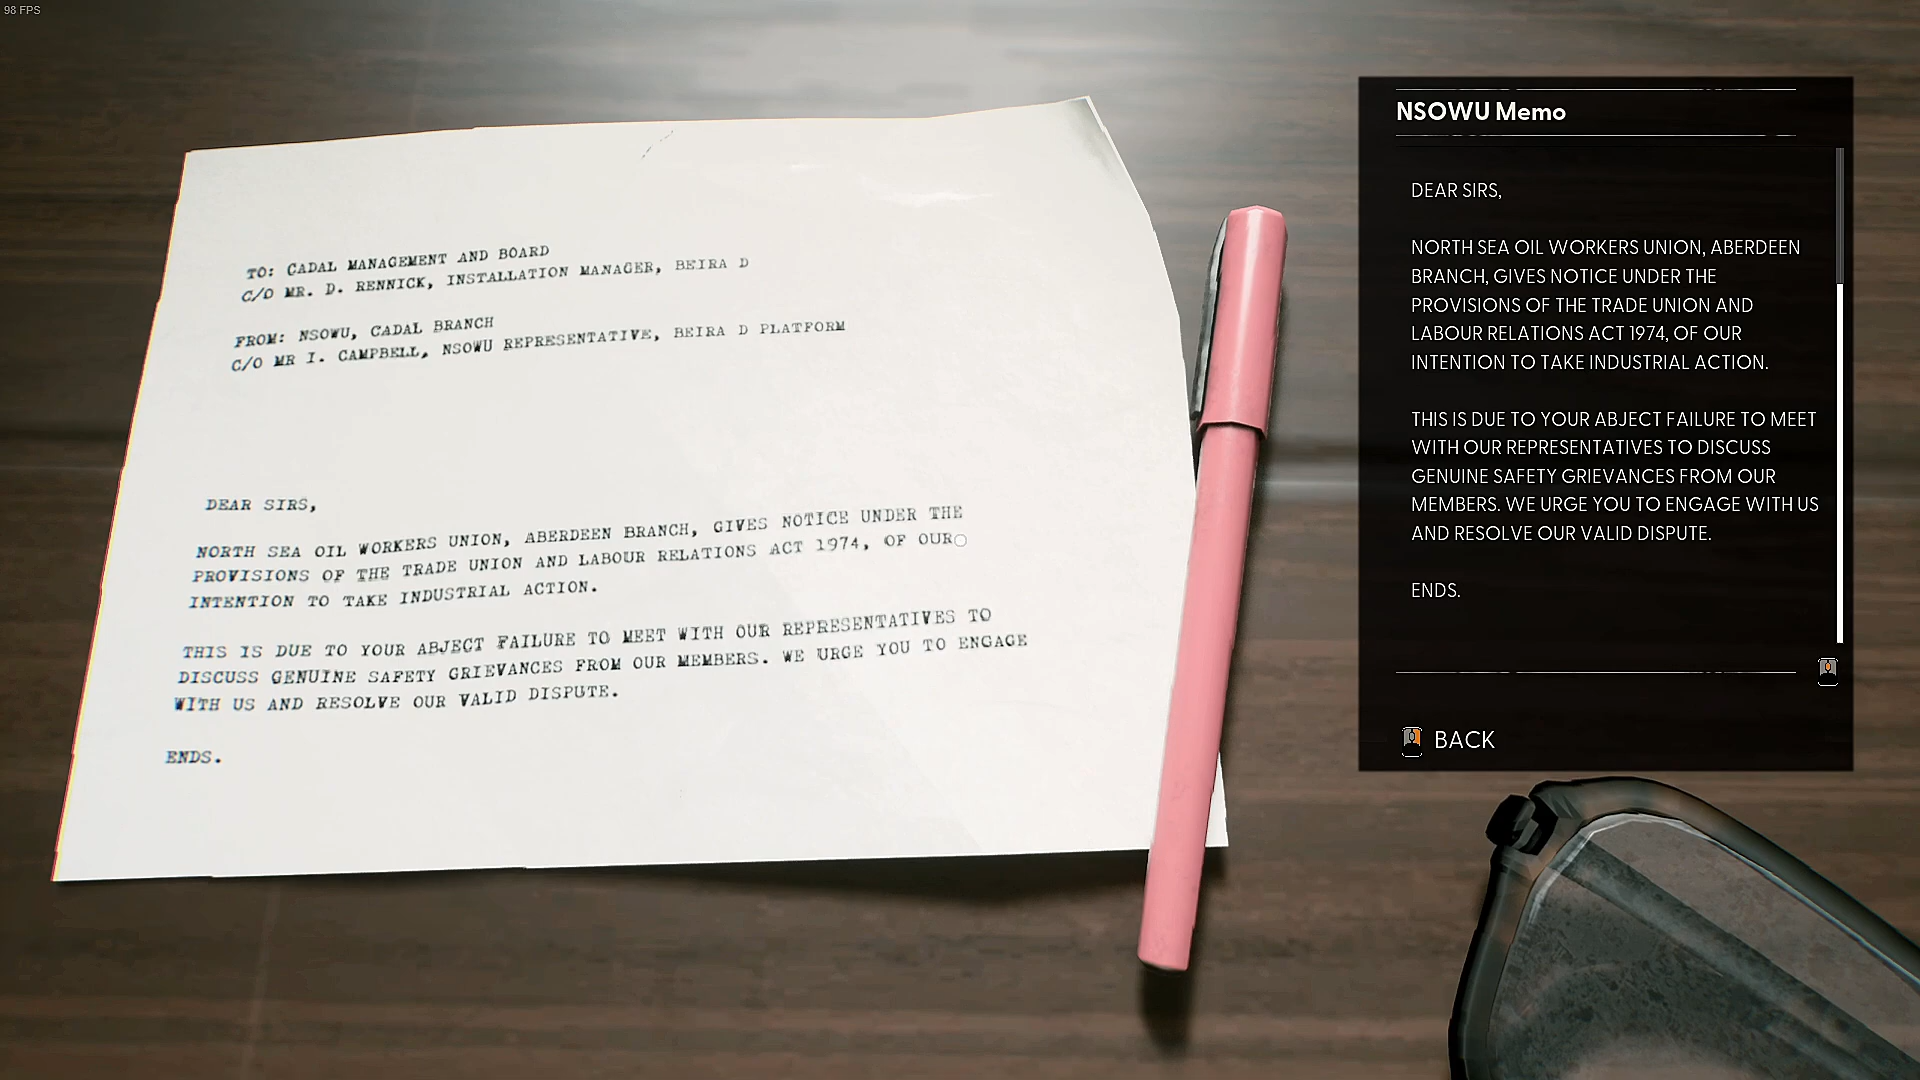 98 FPS
TO: CADAL MANAGEMENT AND BOARD
C/O MR. D. RENNICK, INSTALLATION MANAGER, BEIRA D
FROM: NSOWU, CADAL BRANCH
C/O MR I. CAMPBELL, NSOWU REPRESENTATIVE, BEIRA D PLATFORM
DEAR SIRS,
NORTH SEA OIL WORKERS UNION, ABERDEEN BRANCH, GIVES NOTICE UNDER THE
PROVISIONS OF THE TRADE UNION AND LABOUR RELATIONS ACT 1974, OF OUR
INTENTION TO TAKE INDUSTRIAL ACTION.
THIS IS DUE TO YOUR ABJECT FAILURE TO MEET WITH OUR REPRESENTATIVES TO
DISCUSS GENUINE SAFETY GRIEVANCES FROM OUR MEMBERS. WE URGE YOU TO ENGAGE
WITH US AND RESOLVE OUR VALID DISPUTE.
ENDS.
NSOWU Memo
DEAR SIRS,
NORTH SEA OIL WORKERS UNION, ABERDEEN
BRANCH, GIVES NOTICE UNDER THE
PROVISIONS OF THE TRADE UNION AND
LABOUR RELATIONS ACT 1974, OF OUR
INTENTION TO TAKE INDUSTRIAL ACTION.
THIS IS DUE TO YOUR ABJECT FAILURE TO MEET
WITH OUR REPRESENTATIVES TO DISCUSS
GENUINE SAFETY GRIEVANCES FROM OUR
MEMBERS. WE URGE YOU TO ENGAGE WITH US
AND RESOLVE OUR VALID DISPUTE.
ENDS.
BACK